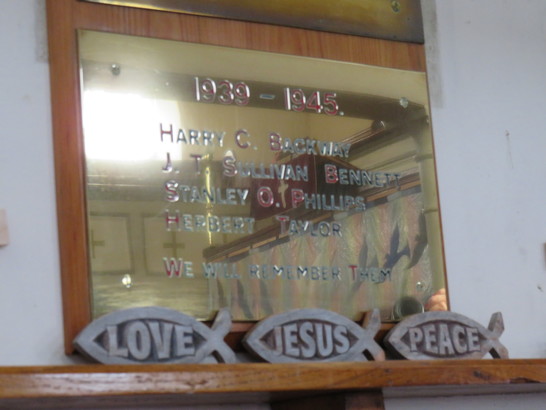 1939 – 1945.
HARRY C. BACKWAY
J. T. SULLIVAN BENNETT
STANLEY O. PHILLIPS
HERBERT TAYLOR
WE WILL REMEMBER THEM
LOVE JESUS PEACE